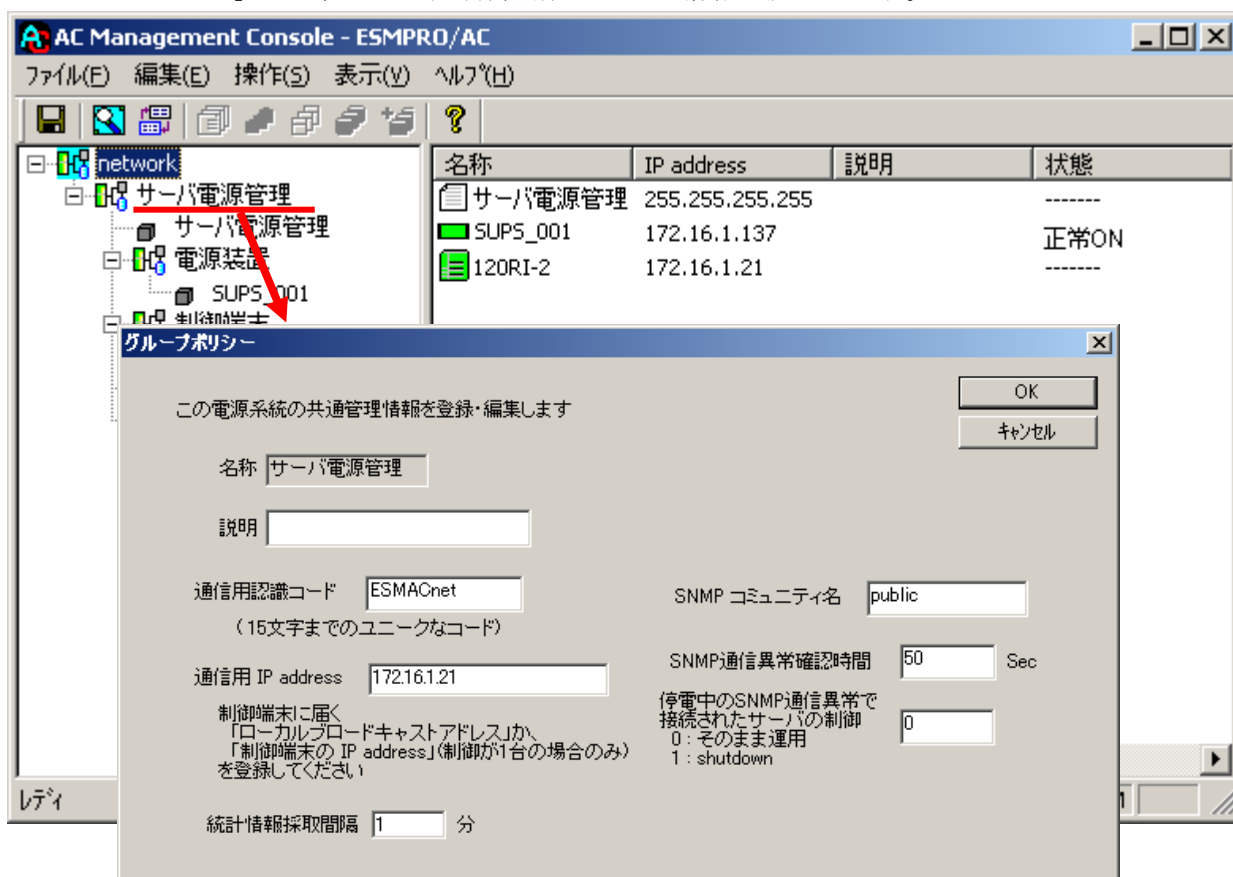 AC Management Console - ESMPRO/AC
ファイル(F) 編集(E) 操作(S) 表示(V) ヘルプ(H)
network
サーバ電源管理
サーバ電源管理
電源装置
SUPS_001
制御端末
名称 IP address 説明 状態
サーバ電源管理 255.255.255.255 -------
SUPS_001 172.16.1.137 正常ON
120RI-2 172.16.1.21 -------
グループポリシー
この電源系統の共通管理情報を登録・編集します
OK
キャンセル
名称 サーバ電源管理
説明
通信用認識コード ESMACnet
(15文字までのユニークなコード)
通信用 IP address 172.16.1.21
制御端末に届く
「ローカルブロードキャストアドレス」か、
「制御端末の IP address」(制御が1台の場合のみ)
を登録してください
統計情報採取間隔 1 分
SNMP コミュニティ名 public
SNMP通信異常確認時間 50 Sec
停電中のSNMP通信異常で
接続されたサーバの制御 0
0:そのまま運用
1:shutdown
レディ